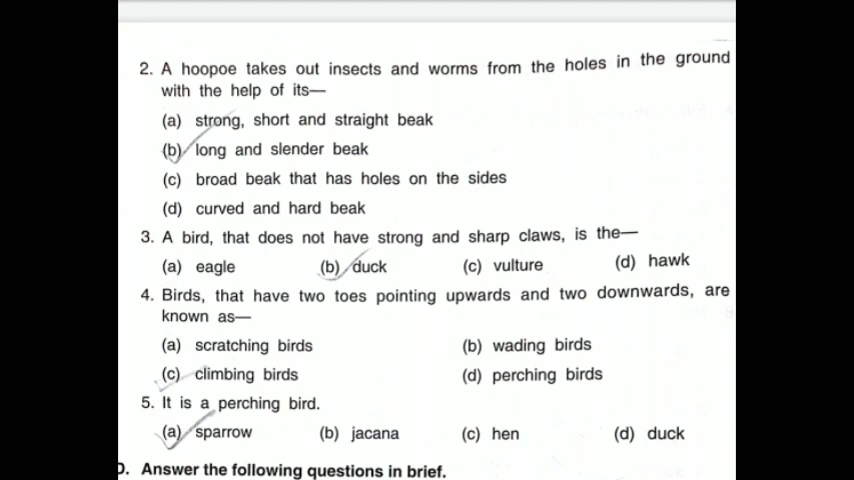 2. A hoopoe takes out insects and worms from the holes in the ground
with the help of its—
(a) strong, short and straight beak
(b) long and slender beak
(c) broad beak that has holes on the sides
(d) curved and hard beak
3. A bird, that does not have strong and sharp claws, is the—
(a) eagle (b) duck (c) vulture (d) hawk
4. Birds, that have two toes pointing upwards and two downwards, are
known as—
(a) scratching birds (b) wading birds
(c) climbing birds (d) perching birds
5. It is a perching bird.
(a) sparrow (b) jacana (c) hen (d) duck
D. Answer the following questions in brief.